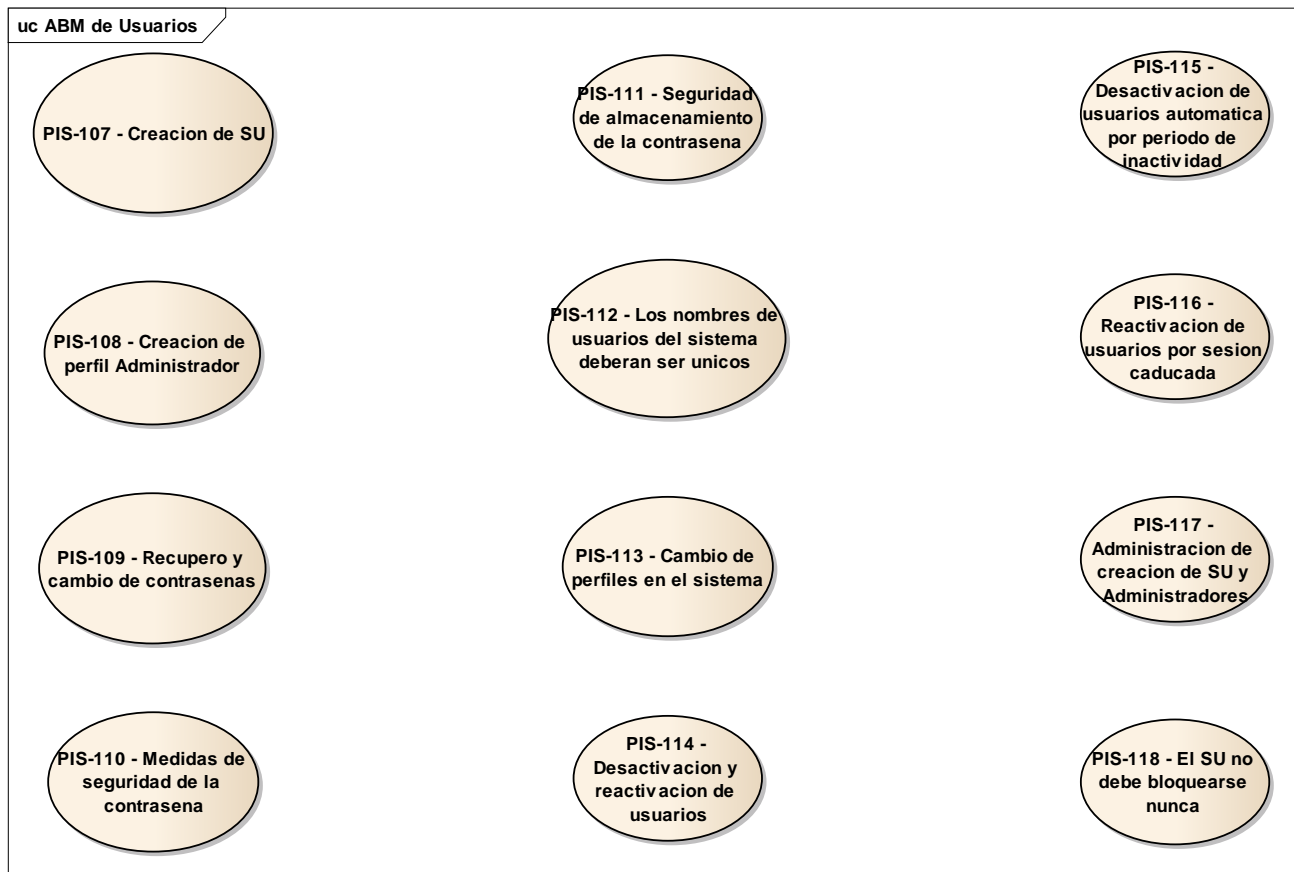 uc ABM de Usuarios
PIS-107 - Creacion de SU
PIS-108 - Creacion de
perfil Administrador
PIS-109 - Recupero y
cambio de contrasenas
PIS-110 - Medidas de
seguridad de la
contrasena
PIS-111 - Seguridad
de almacenamiento
de la contrasena
PIS-112 - Los nombres de
usuarios del sistema
deberan ser unicos
PIS-113 - Cambio de
perfiles en el sistema
PIS-114 -
Desactivacion y
reactivacion de
usuarios
PIS-115 -
Desactivacion de
usuarios automatica
por periodo de
inactividad
PIS-116 -
Reactivacion de
usuarios por sesion
caducada
PIS-117 -
Administracion de
creacion de SU y
Administradores
PIS-118 - El SU no
debe bloquearse
nunca